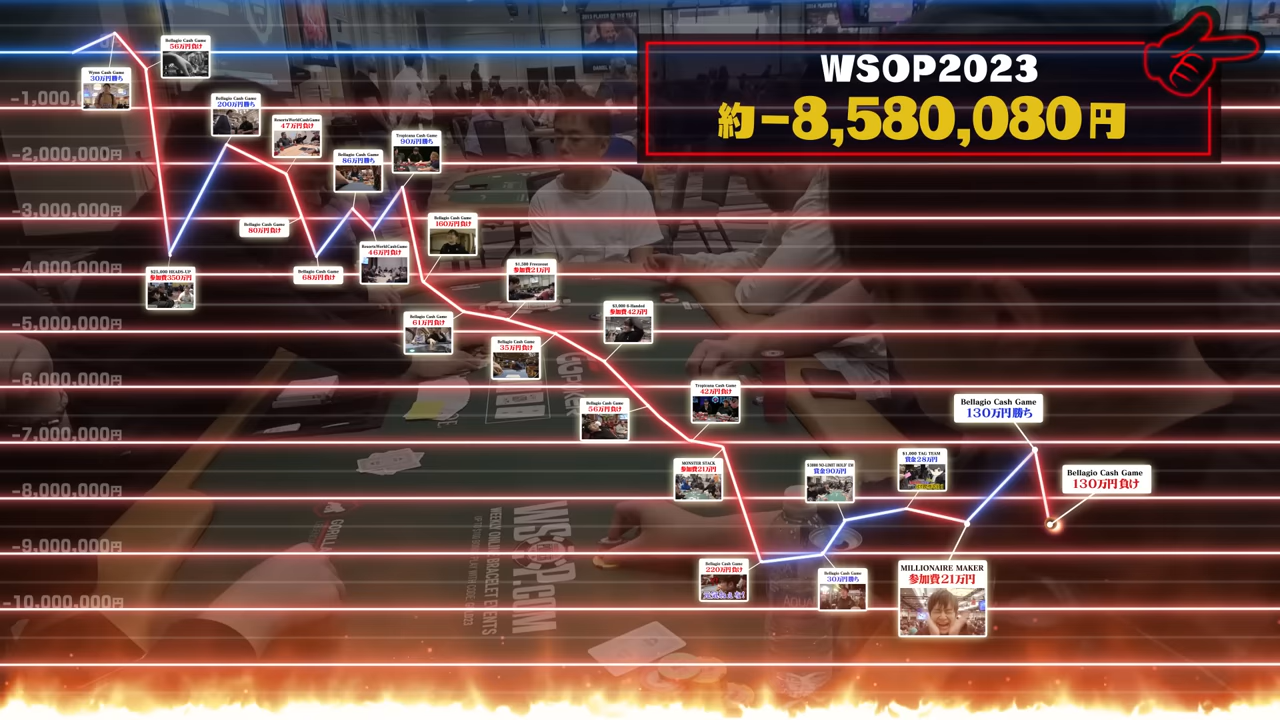 WSOP2023
約-8,580,080円
-1,000,
-2,000,000円
-3,000,000円
-4,000,000円
-5,000,000円
-6,000,000円
-7,000,000円
-8,000,000円
-9,000,000円
-10,000,000円
Wynn Cash Game
30万円勝ち
Bellagio Cash Game
56万円負け
$25,000 HEADS-UP
参加費350万円
Bellagio Cash Game
200万円勝ち
ResortsWorldCashGame
47万円負け
Bellagio Cash Game
80万円負け
Bellagio Cash Game
68万円負け
Bellagio Cash Game
86万円勝ち
ResortsWorldCashGame
46万円負け
Tropicana Cash Game
90万円勝ち
Bellagio Cash Game
160万円負け
Bellagio Cash Game
61万円負け
$1,500 Freezeout
参加費21万円
Bellagio Cash Game
35万円負け
参加費42万円
Bellagio Cash Game
56万円負け
Tropicana Cash Game
42万円負け
MONSTER STACK
参加費21万円
Bellagio Cash Game
220万円負け
Bellagio Cash Game
30万円勝ち
賞金90万円
$1,000 TAG TEAM
賞金28万円
MILLIONAIRE MAKER
参加費21万円
Bellagio Cash Game
130万円勝ち
Bellagio Cash Game
130万円負け
WSOP.COM
WEEKLY ONLINE BRACELET EVENTS